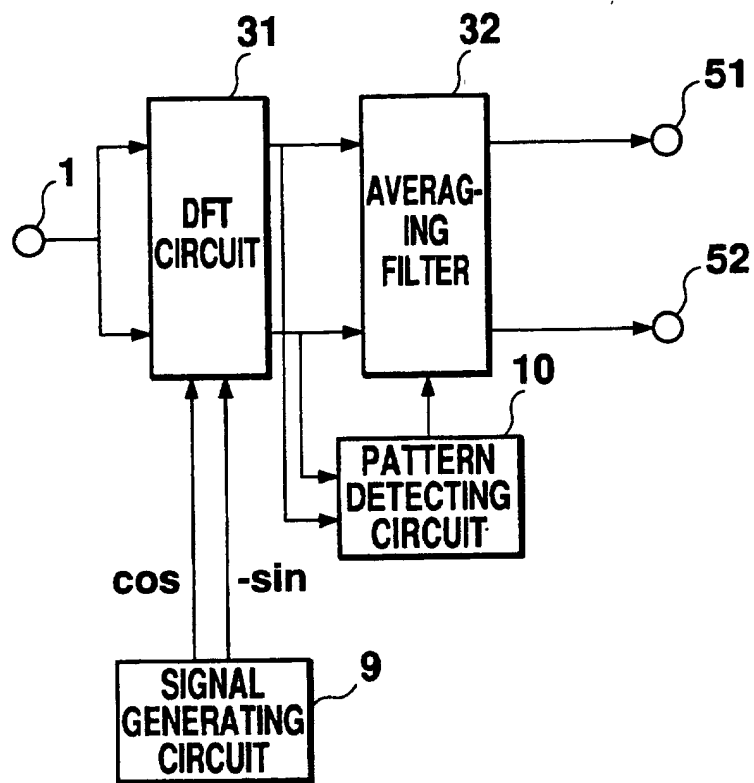 31
32
51
1
DFT
CIRCUIT
AVERAG-
ING
FILTER
52
10
PATTERN
DETECTING
CIRCUIT
cos
-sin
9
SIGNAL
GENERATING
CIRCUIT